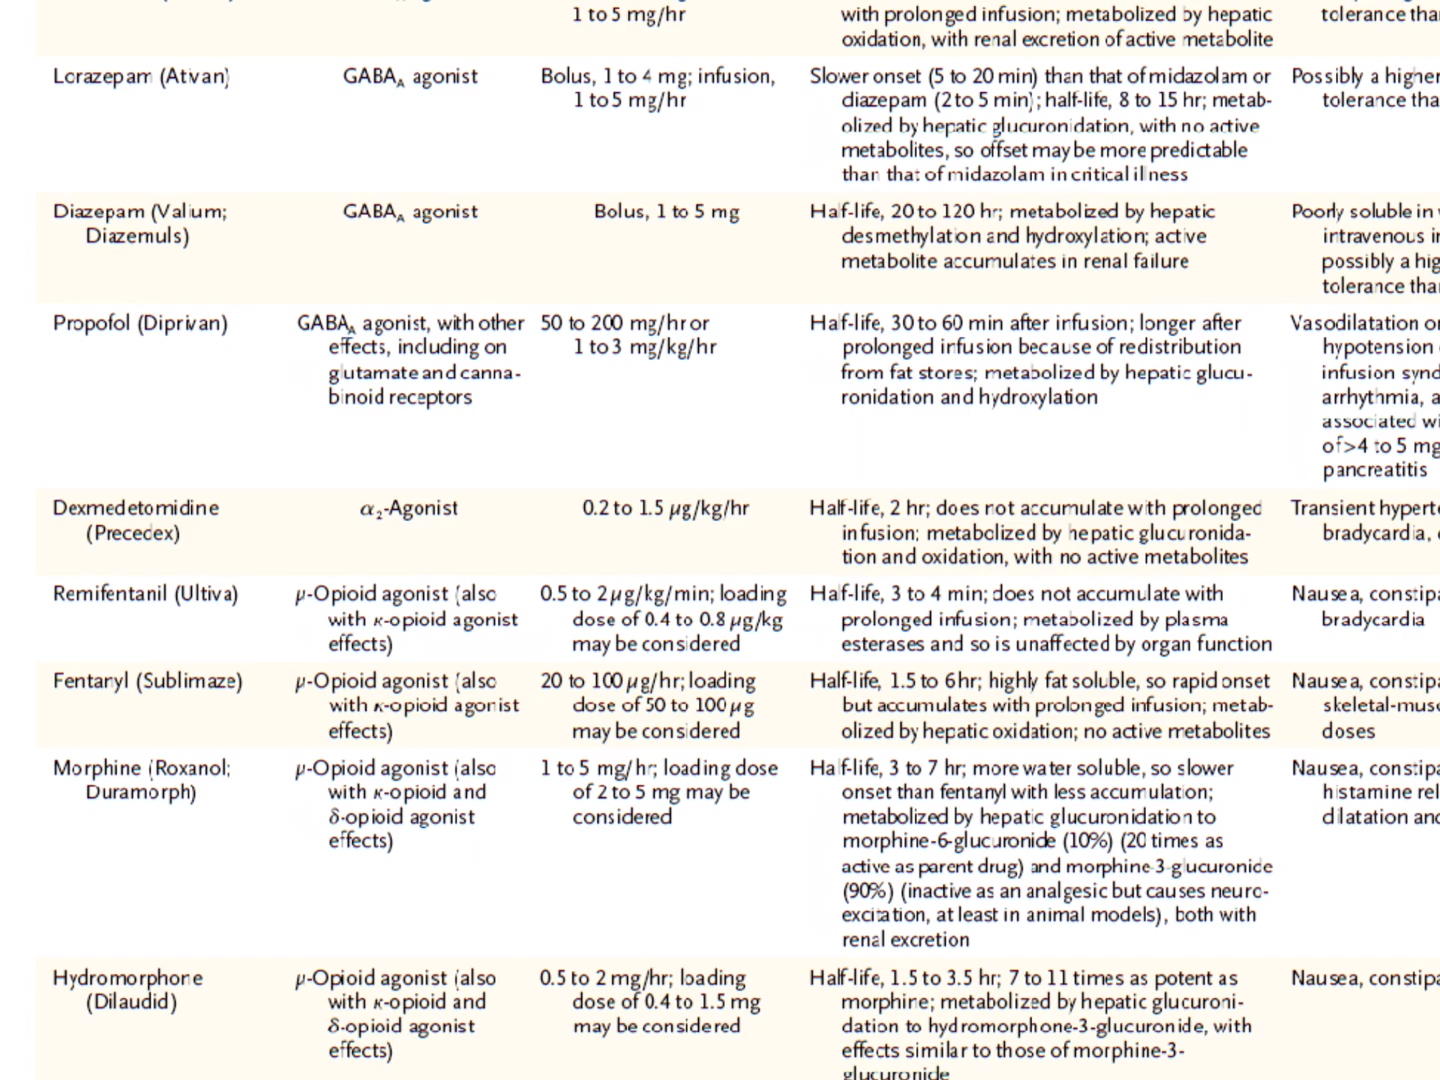 1 to 5 mg/hr
with prolonged infusion; metabolized by hepatic
oxidation, with renal excretion of active metabolite
tolerance tha
Lorazepam (Ativan)
GABAA agonist
Bolus, 1 to 4 mg; infusion,
1 to 5 mg/hr
Slower onset (5 to 20 min) than that of midazolam or
diazepam (2 to 5 min); half-life, 8 to 15 hr; metab-
olized by hepatic glucuronidation, with no active
metabolites, so offset may be more predictable
than that of midazolam in critical illness
Possibly a higher
tolerance tha
Diazepam (Valium;
Diazemuls)
GABAA agonist
Bolus, 1 to 5 mg
Half-life, 20 to 120 hr; metabolized by hepatic
desmethylation and hydroxylation; active
metabolite accumulates in renal failure
Poorly soluble in
intravenous in
possibly a hig
tolerance tha
Propofol (Diprivan)
GABAA agonist, with other
effects, including on
glutamate and canna-
binoid receptors
50 to 200 mg/hr or
1 to 3 mg/kg/hr
Half-life, 30 to 60 min after infusion; longer after
prolonged infusion because of redistribution
from fat stores; metabolized by hepatic glucu-
ronidation and hydroxylation
Vasodilatation or
hypotension
infusion synd
arrhythmia, a
associated wi
of >4 to 5 mg
pancreatitis
Dexmedetomidine
(Precedex)
α2-Agonist
0.2 to 1.5 μg/kg/hr
Half-life, 2 hr; does not accumulate with prolonged
infusion; metabolized by hepatic glucuronida-
tion and oxidation, with no active metabolites
Transient hyperte
bradycardia,
Remifentanil (Ultiva)
μ-Opioid agonist (also
with κ-opioid agonist
effects)
0.5 to 2 μg/kg/min; loading
dose of 0.4 to 0.8 μg/kg
may be considered
Half-life, 3 to 4 min; does not accumulate with
prolonged infusion; metabolized by plasma
esterases and so is unaffected by organ function
Nausea, constipa
bradycardia
Fentanyl (Sublimaze)
μ-Opioid agonist (also
with κ-opioid agonist
effects)
20 to 100 μg/hr; loading
dose of 50 to 100 μg
may be considered
Half-life, 1.5 to 6 hr; highly fat soluble, so rapid onset
but accumulates with prolonged infusion; metab-
olized by hepatic oxidation; no active metabolites
Nausea, constipa
skeletal-musc
doses
Morphine (Roxanol;
Duramorph)
μ-Opioid agonist (also
with κ-opioid and
δ-opioid agonist
effects)
1 to 5 mg/hr; loading dose
of 2 to 5 mg may be
considered
Half-life, 3 to 7 hr; more water soluble, so slower
onset than fentanyl with less accumulation;
metabolized by hepatic glucuronidation to
morphine-6-glucuronide (10%) (20 times as
active as parent drug) and morphine-3-glucuronide
(90%) (inactive as an analgesic but causes neuro-
excitation, at least in animal models), both with
renal excretion
Nausea, constipa
histamine rel
dilatation and
Hydromorphone
(Dilaudid)
μ-Opioid agonist (also
with κ-opioid and
δ-opioid agonist
effects)
0.5 to 2 mg/hr; loading
dose of 0.4 to 1.5 mg
may be considered
Half-life, 1.5 to 3.5 hr; 7 to 11 times as potent as
morphine; metabolized by hepatic glucuroni-
dation to hydromorphone-3-glucuronide, with
effects similar to those of morphine-3-
glucuronide
Nausea, constipa